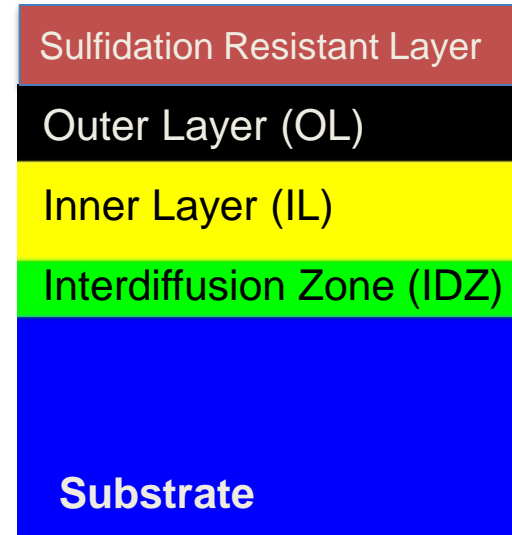 Sulfidation Resistant Layer
Outer Layer (OL)
Inner Layer (IL)
Interdiffusion Zone (IDZ)
Substrate